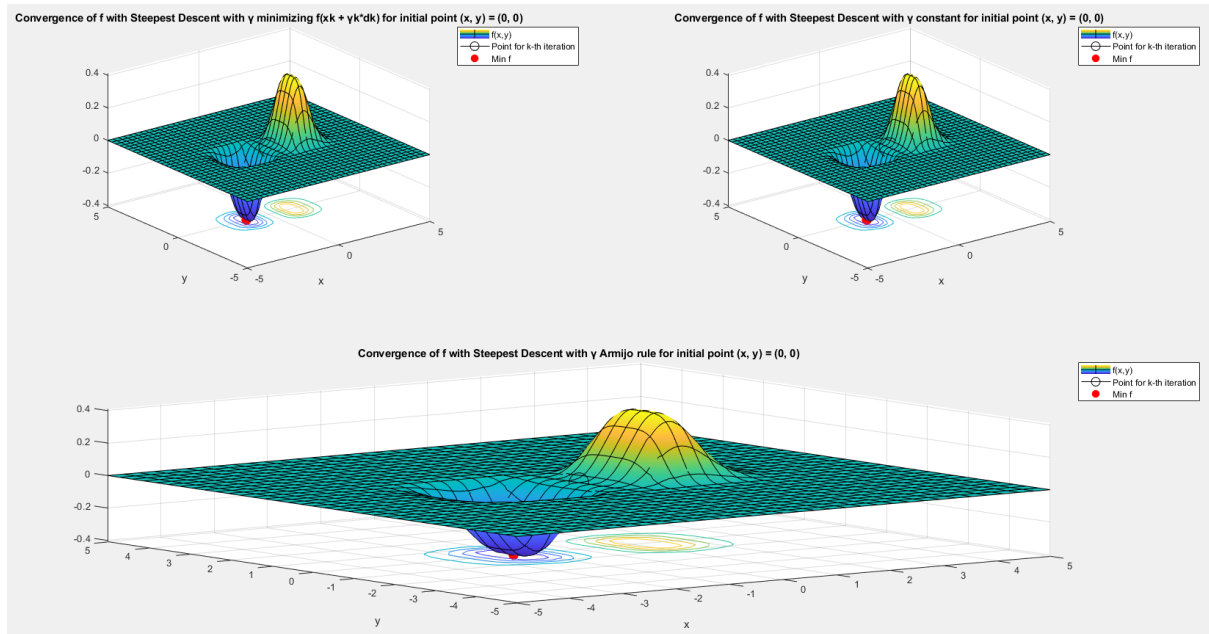 Convergence of f with Steepest Descent with γ minimizing f(xk + γk*dk) for initial point (x, y) = (0, 0)
f(x,y)
Point for k-th iteration
Min f
0.4
0.2
0
-0.2
-0.4
5
0
-5
y
-5
0
5
x
Convergence of f with Steepest Descent with γ constant for initial point (x, y) = (0, 0)
f(x,y)
Point for k-th iteration
Min f
0.4
0.2
0
-0.2
-0.4
5
0
-5
y
-5
0
5
x
Convergence of f with Steepest Descent with γ Armijo rule for initial point (x, y) = (0, 0)
f(x,y)
Point for k-th iteration
Min f
0.4
0.2
0
-0.2
-0.4
5
4
3
2
1
0
-1
-2
-3
-4
-5
y
-5
-4
-3
-2
-1
0
1
2
3
4
5
x